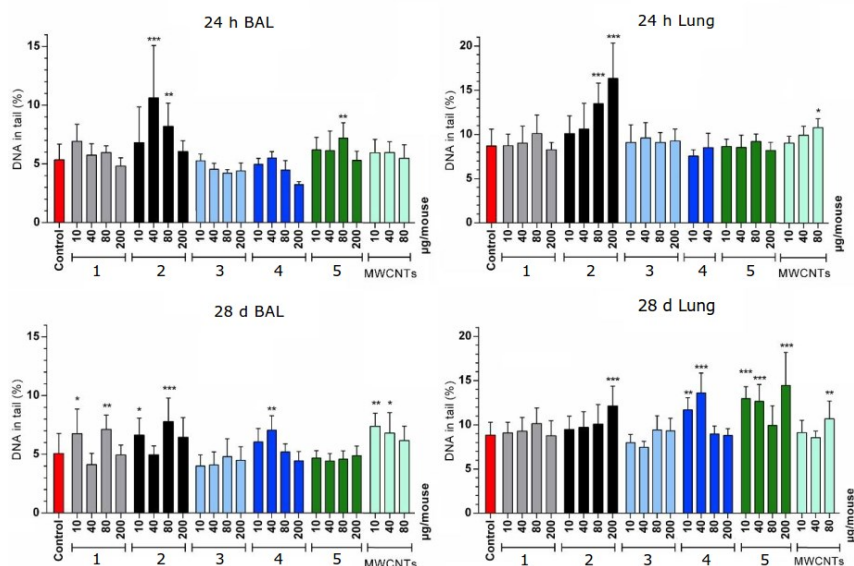 24 h BAL
DNA in tail (%)
15
10
5
0
*** ** **
Control 10 40 80 200 10 40 80 200 10 40 80 200 10 40 80 200 10 40 80 200 10 40 80 µg/mouse
1 2 3 4 5 MWCNTs
24 h Lung
DNA in tail (%)
20
15
10
5
0
*** *** *
Control 10 40 80 200 10 40 80 200 10 40 80 200 10 40 10 40 80 200 10 40 80 µg/mouse
1 2 3 4 5 MWCNTs
28 d BAL
DNA in tail (%)
15
10
5
0
* ** * *** ** ** *
Control 10 40 80 200 10 40 80 200 10 40 80 200 10 40 80 200 10 40 80 200 10 40 80 µg/mouse
1 2 3 4 5 MWCNTs
28 d Lung
DNA in tail (%)
20
15
10
5
0
*** ** *** *** *** *** **
Control 10 40 80 200 10 40 80 200 10 40 80 200 10 40 80 200 10 40 80 200 10 40 80 µg/mouse
1 2 3 4 5 MWCNTs